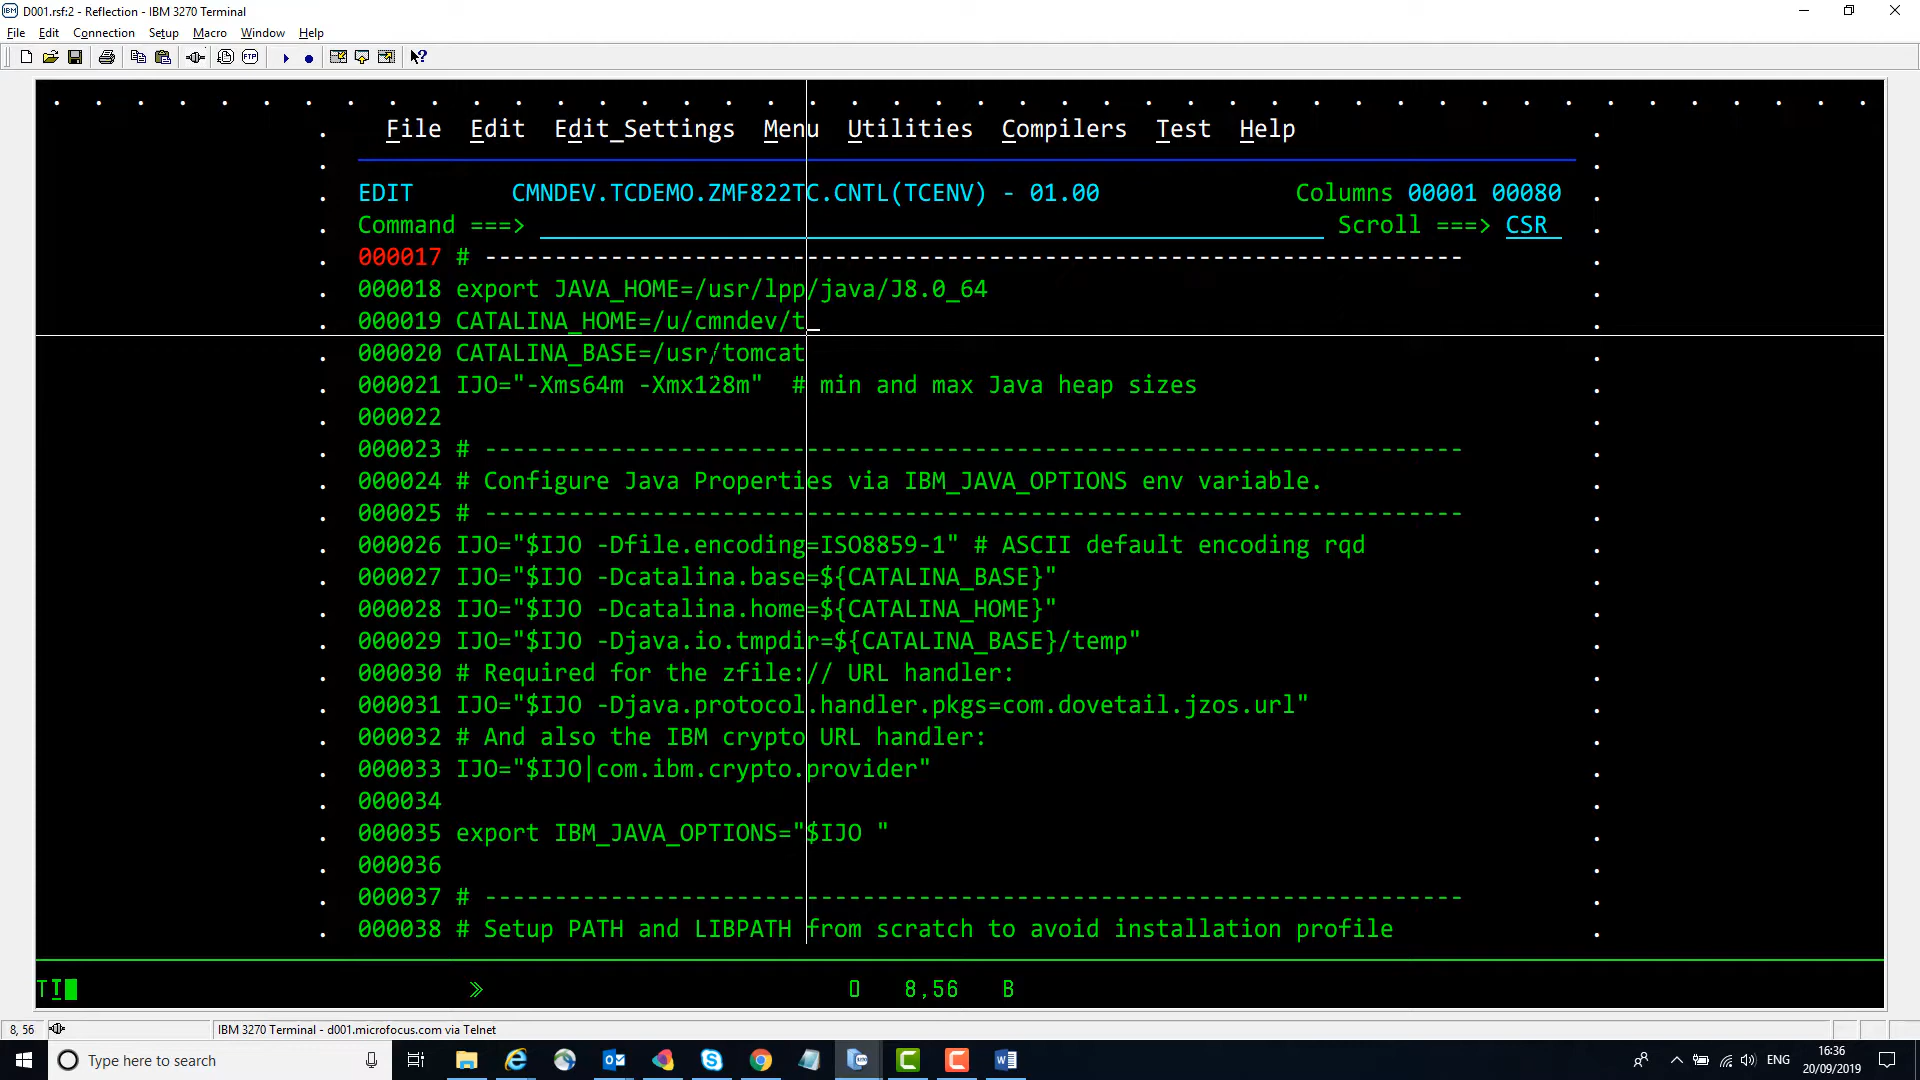 D001.rsf:2 - Reflection - IBM 3270 Terminal
File Edit Connection Setup Macro Window Help
File Edit Edit_Settings Menu Utilities Compilers Test Help
EDIT CMNDEV.TCDEMO.ZMF822TC.CNTL(TCENV) - 01.00 Columns 00001 00080
Command ===> Scroll ===> CSR
000017 # ----------------------------------------------------------------------
000018 export JAVA_HOME=/usr/lpp/java/J8.0_64
000019 CATALINA_HOME=/u/cmndev/t_
000020 CATALINA_BASE=/usr/tomcat
000021 IJO="-Xms64m -Xmx128m" # min and max Java heap sizes
000022
000023 # ----------------------------------------------------------------------
000024 # Configure Java Properties via IBM_JAVA_OPTIONS env variable.
000025 # ----------------------------------------------------------------------
000026 IJO="$IJO -Dfile.encoding=ISO8859-1" # ASCII default encoding rqd
000027 IJO="$IJO -Dcatalina.base=${CATALINA_BASE}"
000028 IJO="$IJO -Dcatalina.home=${CATALINA_HOME}"
000029 IJO="$IJO -Djava.io.tmpdir=${CATALINA_BASE}/temp"
000030 # Required for the zfile:// URL handler:
000031 IJO="$IJO -Djava.protocol.handler.pkgs=com.dovetail.jzos.url"
000032 # And also the IBM crypto URL handler:
000033 IJO="$IJO|com.ibm.crypto.provider"
000034
000035 export IBM_JAVA_OPTIONS="$IJO "
000036
000037 # ----------------------------------------------------------------------
000038 # Setup PATH and LIBPATH from scratch to avoid installation profile
TI » O 8,56 B
8, 56 IBM 3270 Terminal - d001.microfocus.com via Telnet
Type here to search ENG 16:36
20/09/2019